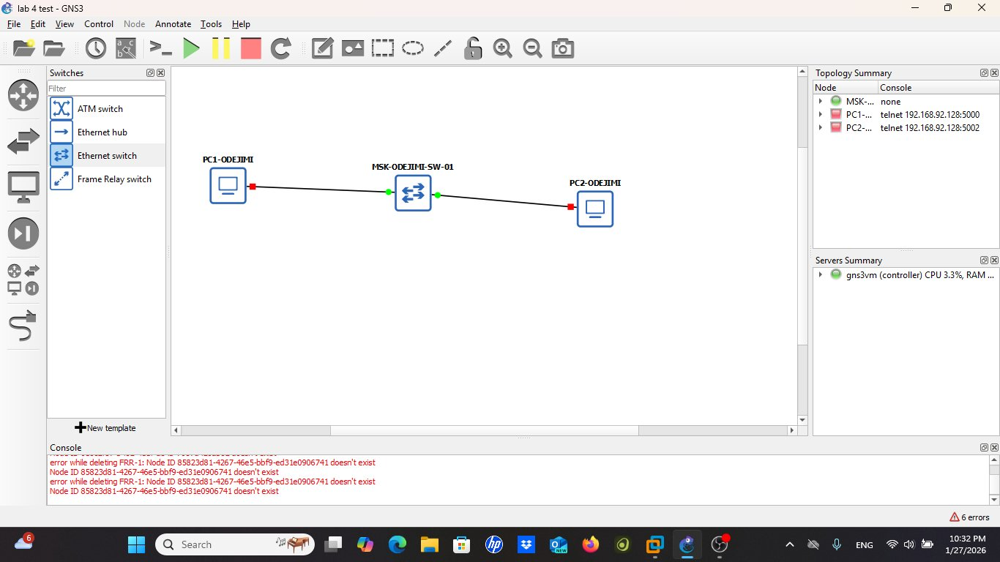 lab 4 test - GNS3
File Edit View Control Node Annotate Tools Help
Switches
Filter
ATM switch
Ethernet hub
Ethernet switch
Frame Relay switch
New template
PC1-ODEJIMI
MSK-ODEJIMI-SW-01
PC2-ODEJIMI
Topology Summary
Node Console
MSK-... none
PC1-... telnet 192.168.92.128:5000
PC2-... telnet 192.168.92.128:5002
Servers Summary
gns3vm (controller) CPU 3.3%, RAM ...
Console
error while deleting FRR-1: Node ID 85823d81-4267-46e5-bbf9-ed31e0906741 doesn't exist
Node ID 85823d81-4267-46e5-bbf9-ed31e0906741 doesn't exist
error while deleting FRR-1: Node ID 85823d81-4267-46e5-bbf9-ed31e0906741 doesn't exist
Node ID 85823d81-4267-46e5-bbf9-ed31e0906741 doesn't exist
6 errors
6
Search
NEW
ENG
10:32 PM
1/27/2026